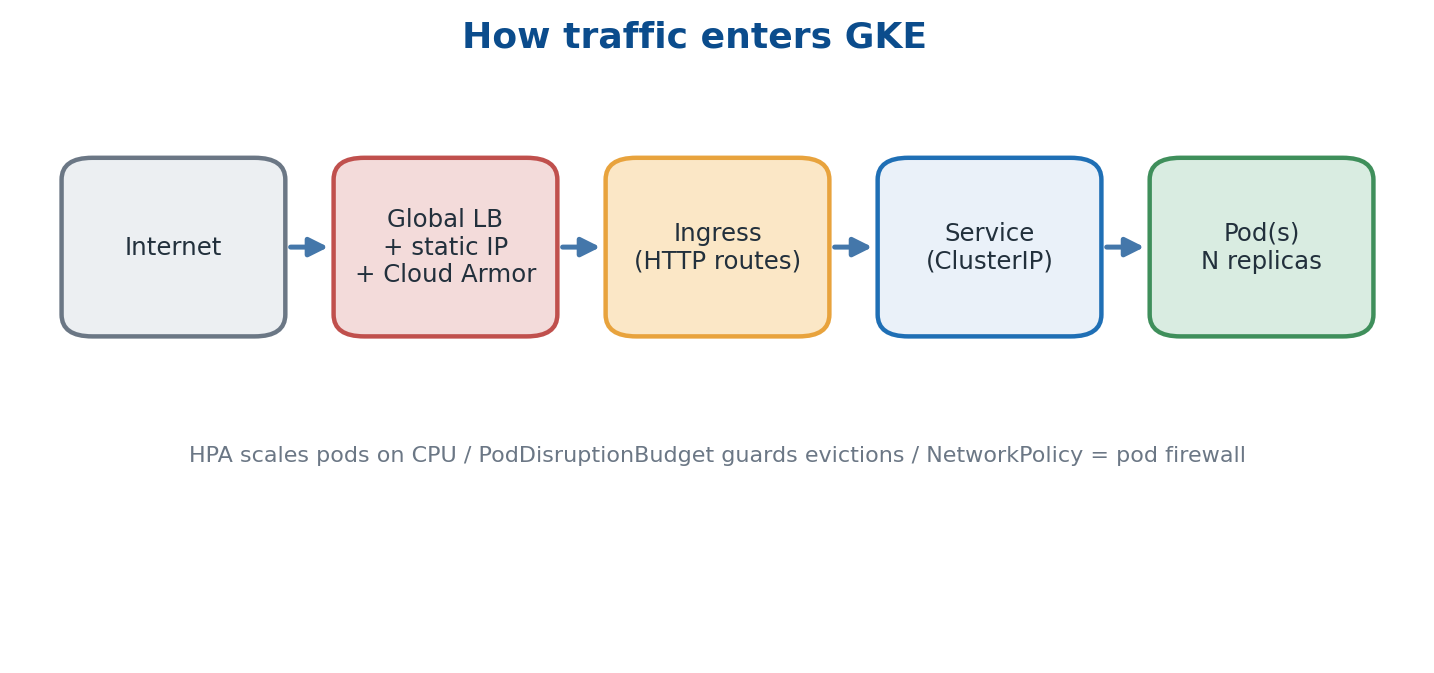 How traffic enters GKE
Internet
Global LB
+ static IP
+ Cloud Armor
Ingress
(HTTP routes)
Service
(ClusterIP)
Pod(s)
N replicas
HPA scales pods on CPU / PodDisruptionBudget guards evictions / NetworkPolicy = pod firewall